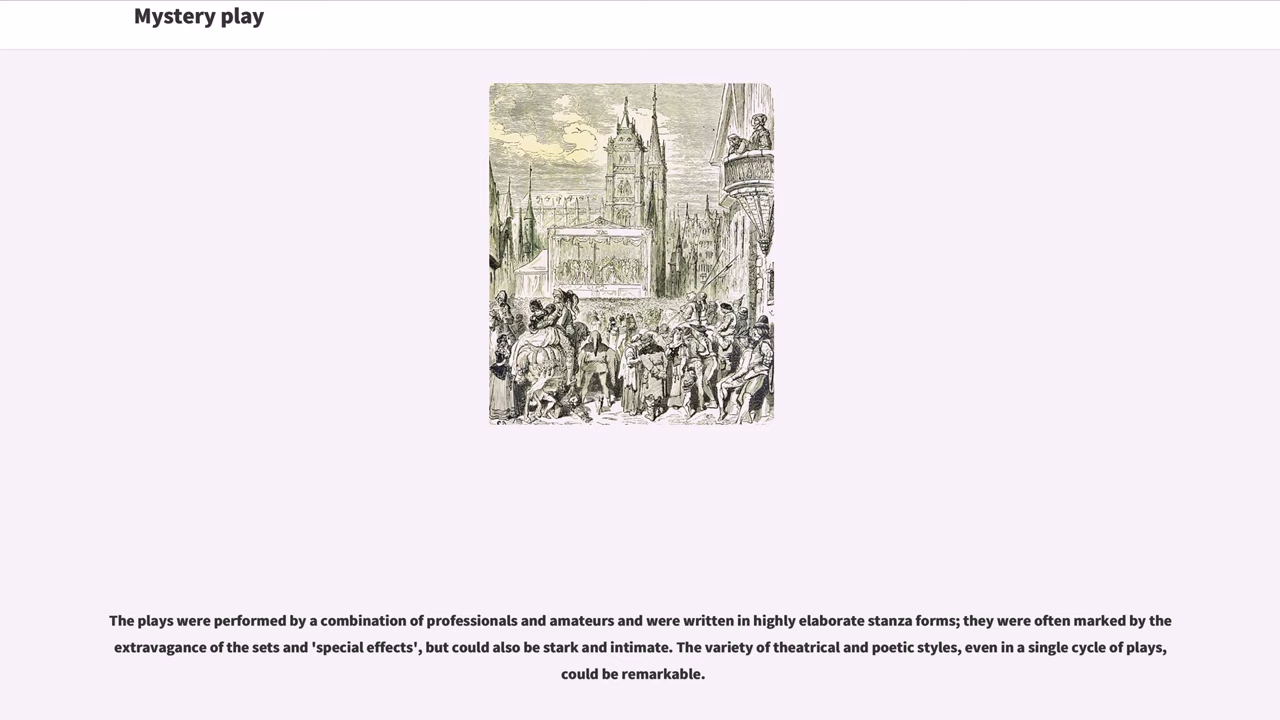 Mystery play
The plays were performed by a combination of professionals and amateurs and were written in highly elaborate stanza forms; they were often marked by the
extravagance of the sets and 'special effects', but could also be stark and intimate. The variety of theatrical and poetic styles, even in a single cycle of plays,
could be remarkable.